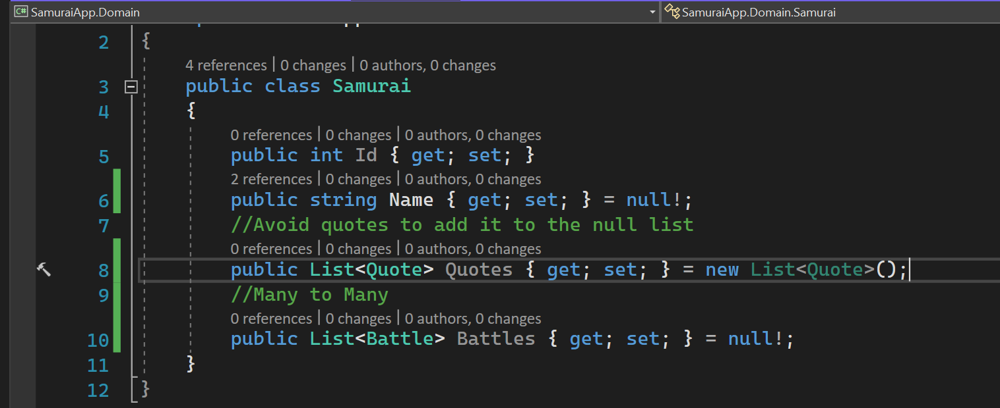 C# SamuraiApp.Domain SamuraiApp.Domain.Samurai
2 {
4 references | 0 changes | 0 authors, 0 changes
3 public class Samurai
4 {
0 references | 0 changes | 0 authors, 0 changes
5 public int Id { get; set; }
2 references | 0 changes | 0 authors, 0 changes
6 public string Name { get; set; } = null!;
7 //Avoid quotes to add it to the null list
0 references | 0 changes | 0 authors, 0 changes
8 public List<Quote> Quotes { get; set; } = new List<Quote>();
9 //Many to Many
0 references | 0 changes | 0 authors, 0 changes
10 public List<Battle> Battles { get; set; } = null!;
11 }
12 }